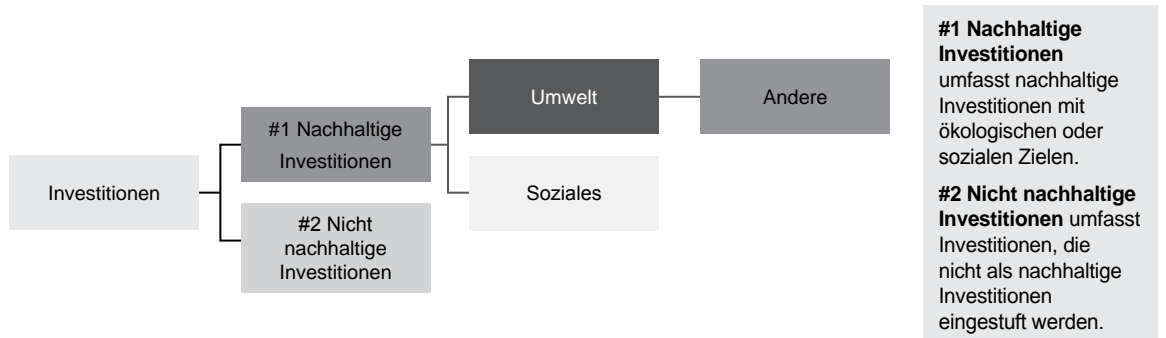 Investitionen
#1 Nachhaltige
Investitionen
#2 Nicht
nachhaltige
Investitionen
Umwelt
Soziales
Andere
#1 Nachhaltige
Investitionen
umfasst nachhaltige
Investitionen mit
ökologischen oder
sozialen Zielen.
#2 Nicht nachhaltige
Investitionen umfasst
Investitionen, die
nicht als nachhaltige
Investitionen
eingestuft werden.